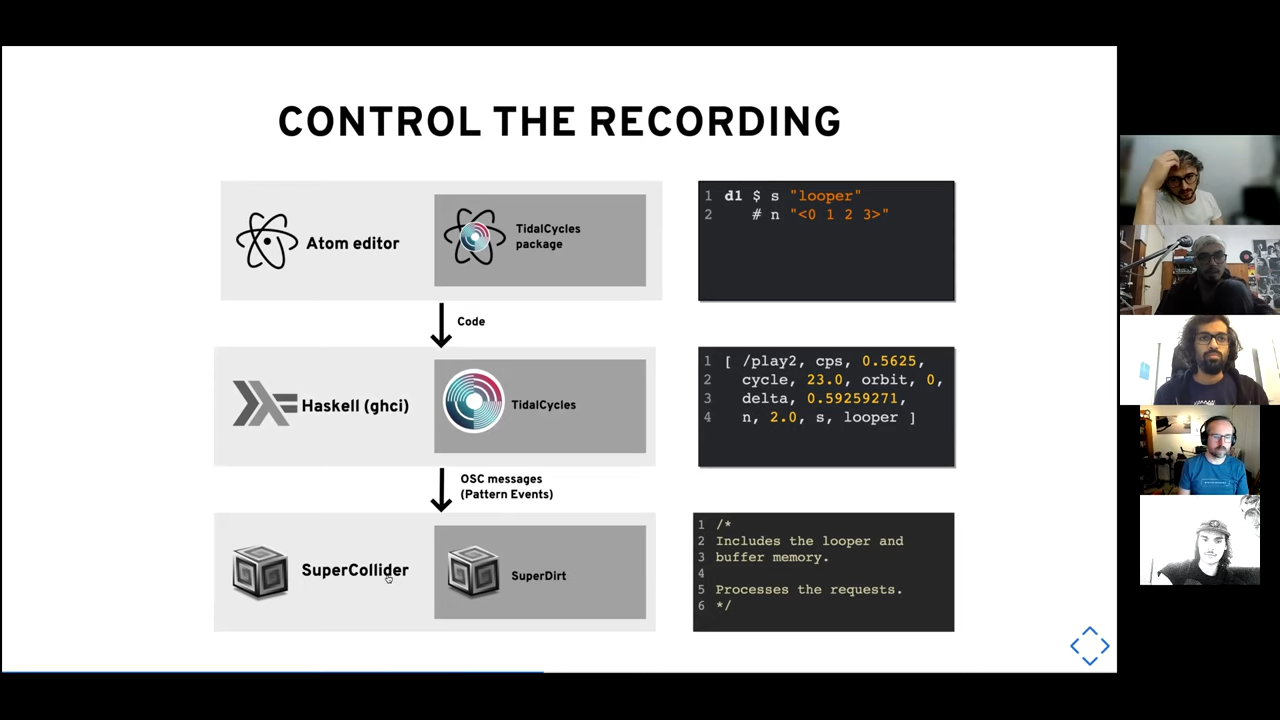 CONTROL THE RECORDING
Atom editor
TidalCycles
package
1 d1 $ s "looper"
2 # n "<0 1 2 3>"
Code
Haskell (ghci)
TidalCycles
1 [ /play2, cps, 0.5625,
2 cycle, 23.0, orbit, 0,
3 delta, 0.59259271,
4 n, 2.0, s, looper ]
OSC messages
(Pattern Events)
SuperCollider
SuperDirt
1 /*
2 Includes the looper and
3 buffer memory.
4
5 Processes the requests.
6 */